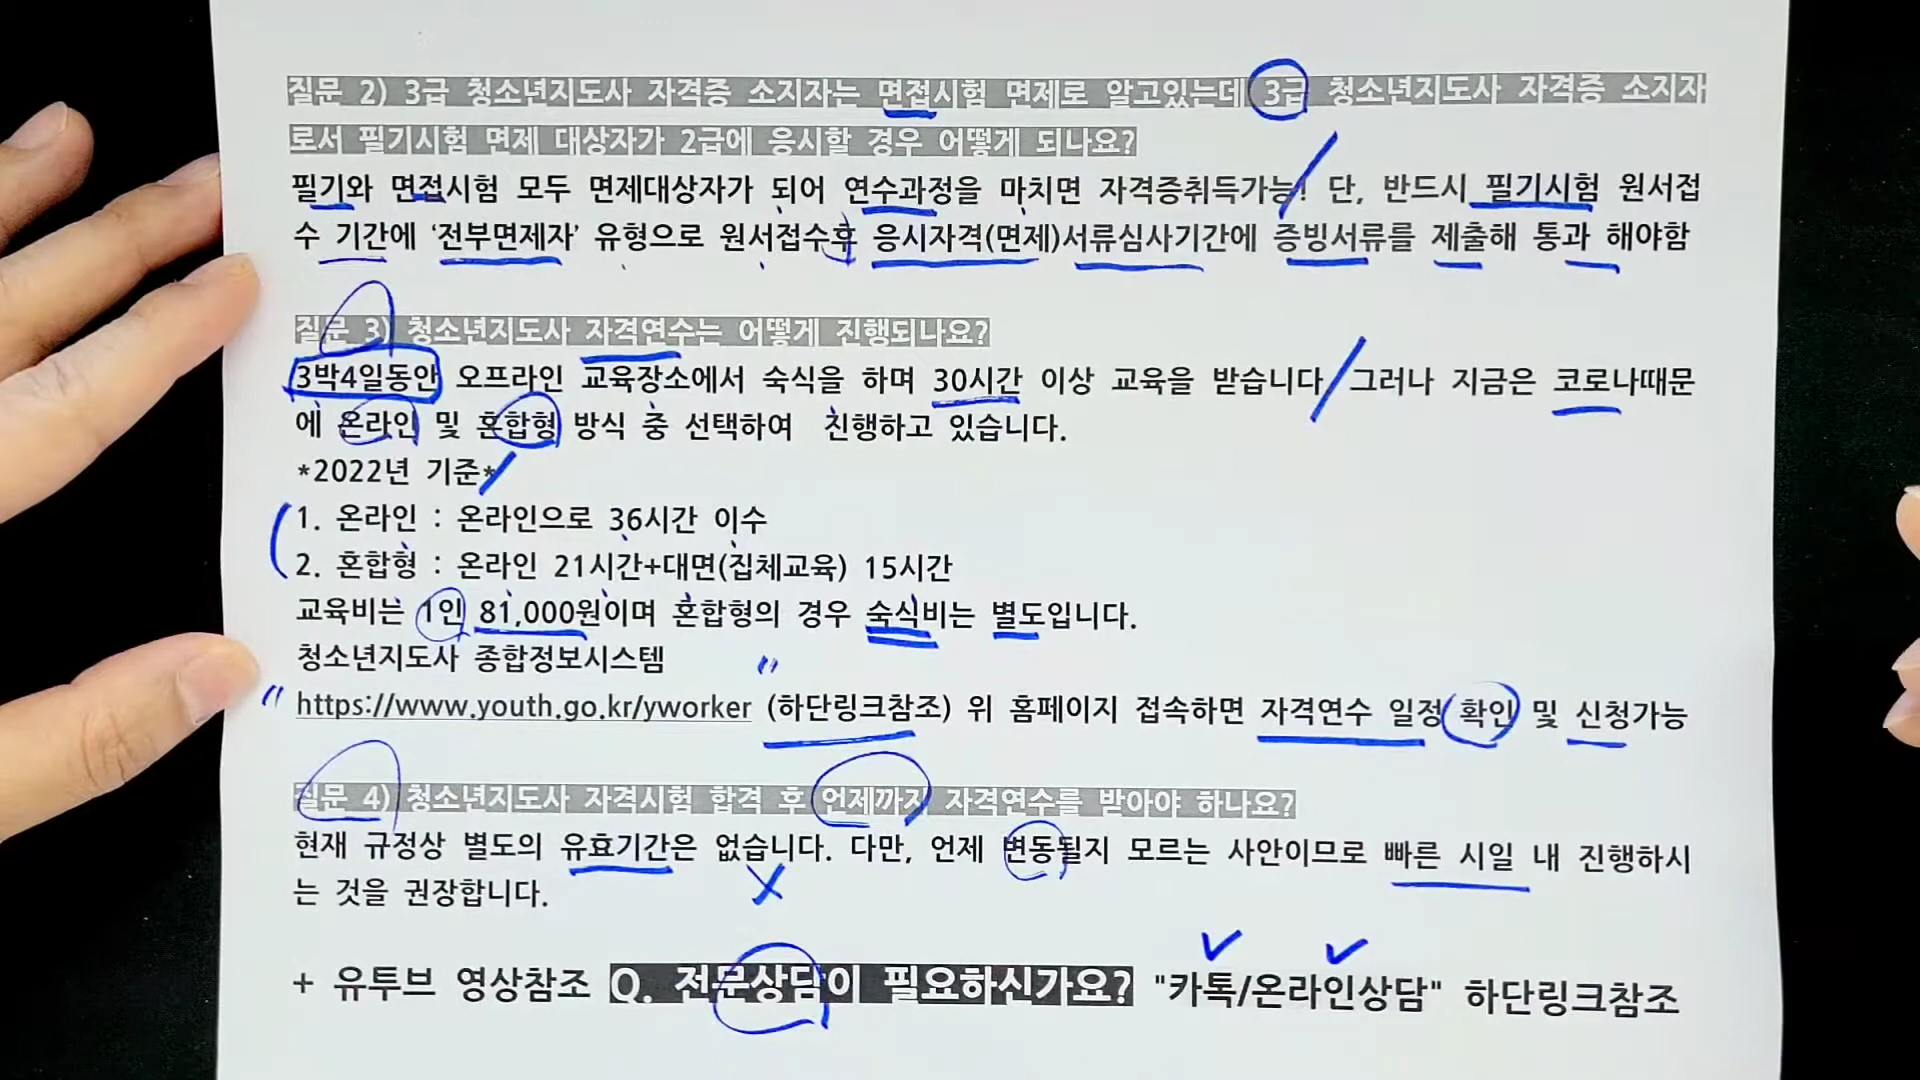 질문 2) 3급 청소년지도사 자격증 소지자는 면접시험 면제로 알고있는데 3급 청소년지도사 자격증 소지자
로서 필기시험 면제 대상자가 2급에 응시할 경우 어떻게 되나요?
필기와 면접시험 모두 면제대상자가 되어 연수과정을 마치면 자격증취득가능! 단, 반드시 필기시험 원서접
수 기간에 '전부면제자' 유형으로 원서접수후 응시자격(면제)서류심사기간에 증빙서류를 제출해 통과 해야함
질문 3) 청소년지도사 자격연수는 어떻게 진행되나요?
3박4일동안 오프라인 교육장소에서 숙식을 하며 30시간 이상 교육을 받습니다 그러나 지금은 코로나때문
에 온라인 및 혼합형 방식 중 선택하여 진행하고 있습니다.
*2022년 기준*
1. 온라인 : 온라인으로 36시간 이수
2. 혼합형 : 온라인 21시간+대면(집체교육) 15시간
교육비는 1인 81,000원이며 혼합형의 경우 숙식비는 별도입니다.
청소년지도사 종합정보시스템
https://www.youth.go.kr/yworker (하단링크참조) 위 홈페이지 접속하면 자격연수 일정 확인 및 신청가능
질문 4) 청소년지도사 자격시험 합격 후 언제까지 자격연수를 받아야 하나요?
현재 규정상 별도의 유효기간은 없습니다. 다만, 언제 변동될지 모르는 사안이므로 빠른 시일 내 진행하시
는 것을 권장합니다.
+ 유투브 영상참조 Q. 전문상담이 필요하신가요? "카톡/온라인상담" 하단링크참조